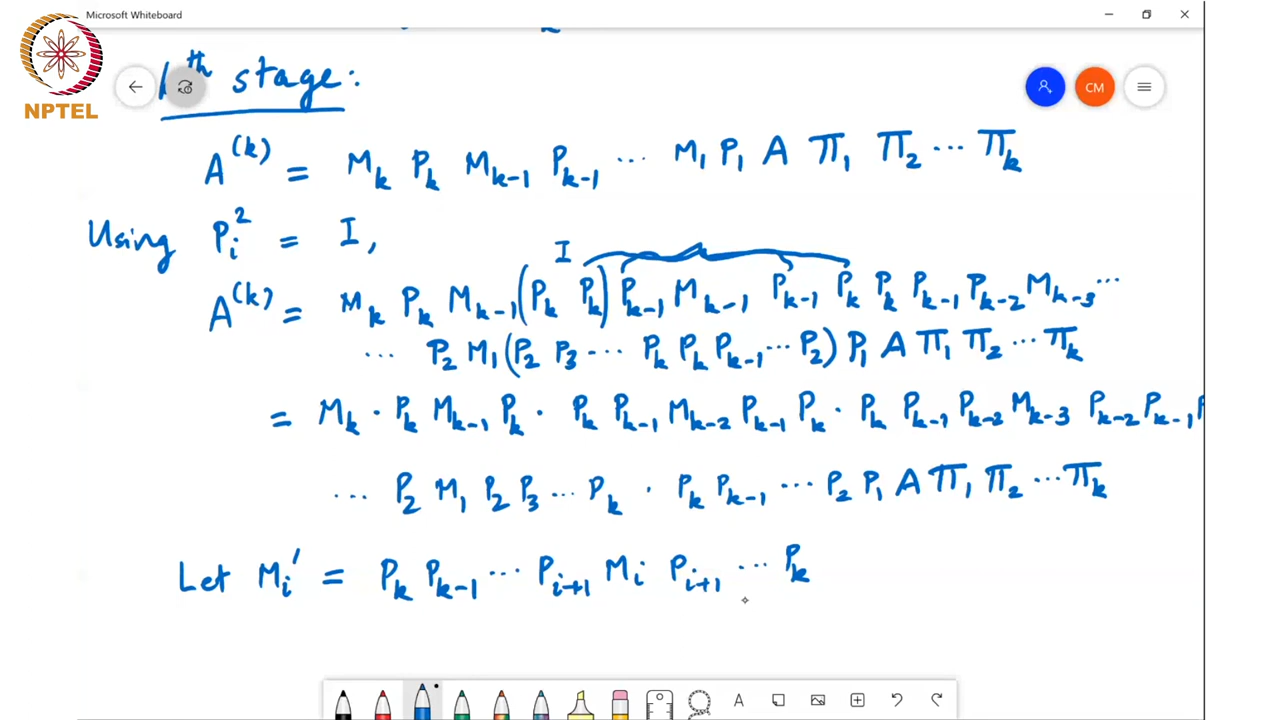 Microsoft Whiteboard
th stage:
NPTEL
CM
A^(k) = M_k P_k M_{k-1} P_{k-1} ... M_1 P_1 A Π_1 Π_2 ... Π_k
Using P_i^2 = I,
I
A^(k) = M_k P_k M_{k-1} (P_k P_k) P_{k-1} M_{k-1} P_{k-1} P_k P_k P_{k-1} P_{k-2} M_{k-3} ...
... P_2 M_1 (P_2 P_3 ... P_k P_k P_{k-1} ... P_2) P_1 A Π_1 Π_2 ... Π_k
= M_k · P_k M_{k-1} P_k · P_k P_{k-1} M_{k-2} P_{k-1} P_k · P_k P_{k-1} P_{k-2} M_{k-3} P_{k-2} P_{k-1} P
... P_2 M_1 P_2 P_3 ... P_k · P_k P_{k-1} ... P_2 P_1 A Π_1 Π_2 ... Π_k
Let M_i' = P_k P_{k-1} ... P_{i+1} M_i P_{i+1} ... P_k
A